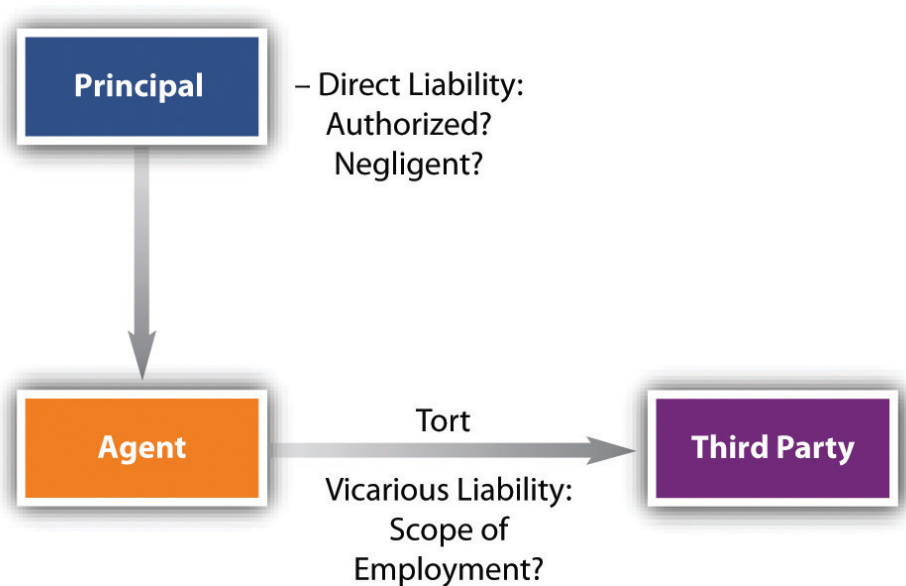 Principal
– Direct Liability:
Authorized?
Negligent?
Agent
Tort
Third Party
Vicarious Liability:
Scope of
Employment?